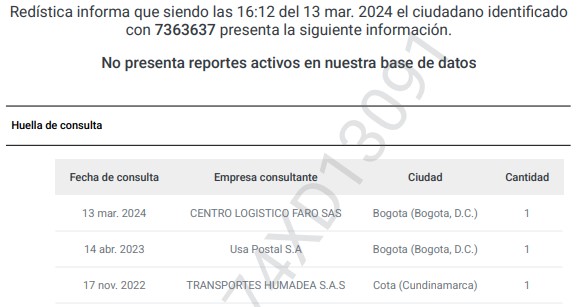 Redística informa que siendo las 16:12 del 13 mar. 2024 el ciudadano identificado
con 7363637 presenta la siguiente información.
No presenta reportes activos en nuestra base de datos
Huella de consulta
Fecha de consulta Empresa consultante Ciudad Cantidad
13 mar. 2024 CENTRO LOGISTICO FARO SAS Bogota (Bogota, D.C.) 1
14 abr. 2023 Usa Postal S.A Bogota (Bogota, D.C.) 1
17 nov. 2022 TRANSPORTES HUMADEA S.A.S Cota (Cundinamarca) 1
74XD13091